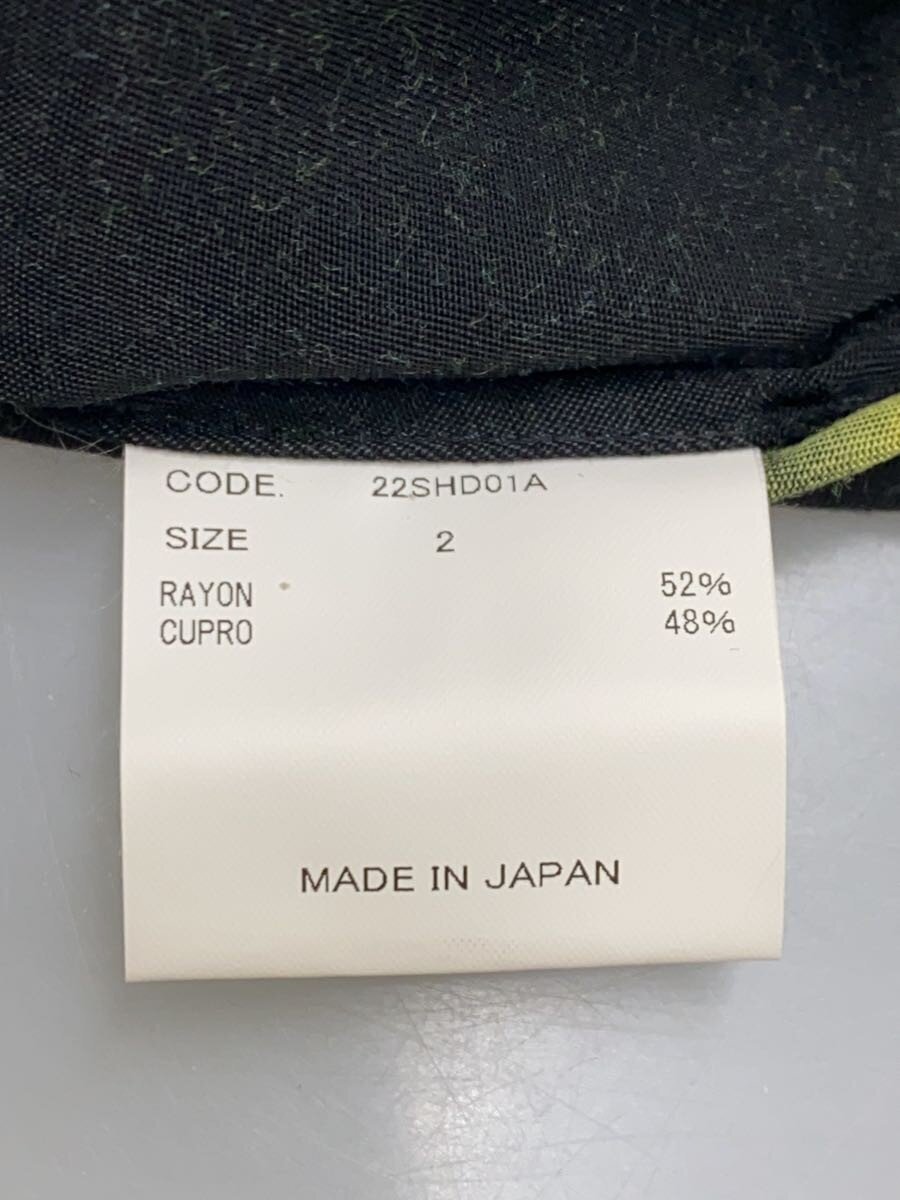 CODE. 22SHD01A
SIZE 2
RAYON 52%
CUPRO 48%
MADE IN JAPAN